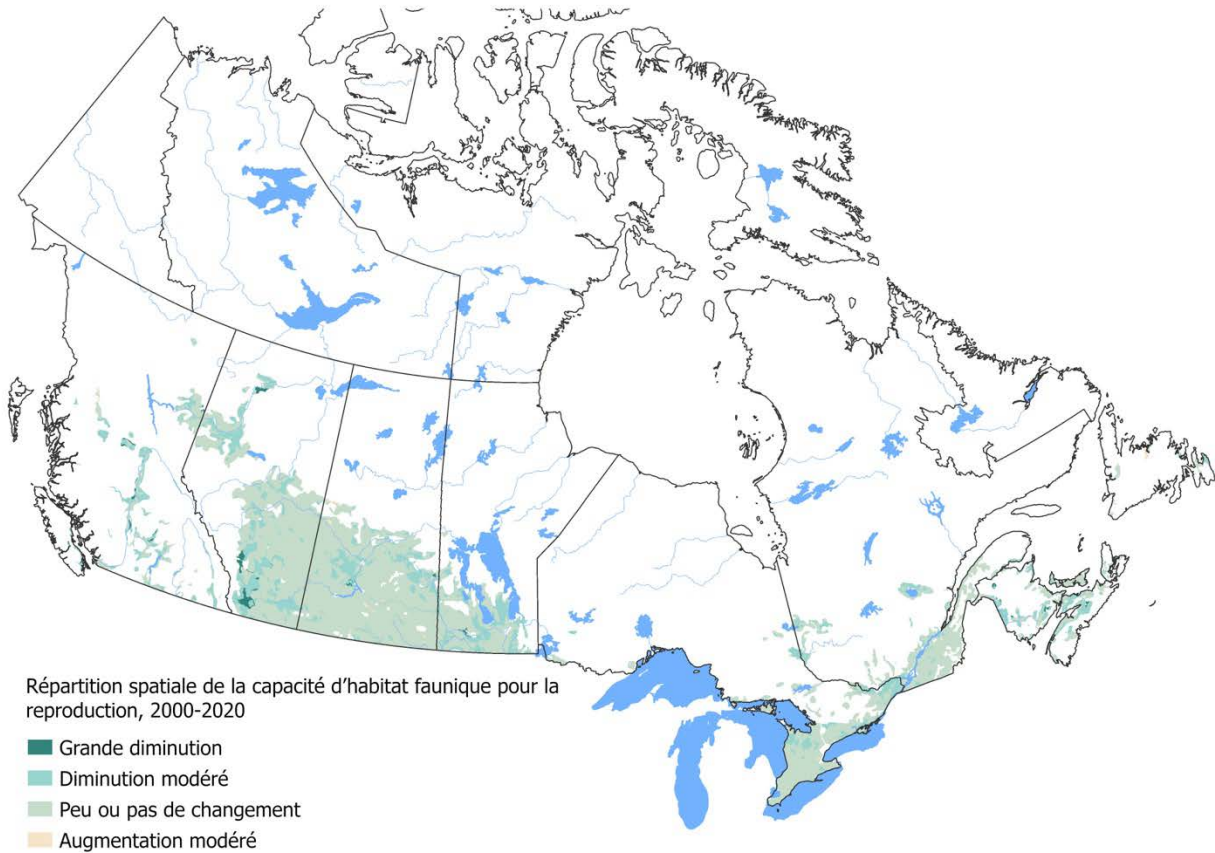 Répartition spatiale de la capacité d'habitat faunique pour la
reproduction, 2000-2020
Grande diminution
Diminution modéré
Peu ou pas de changement
Augmentation modéré